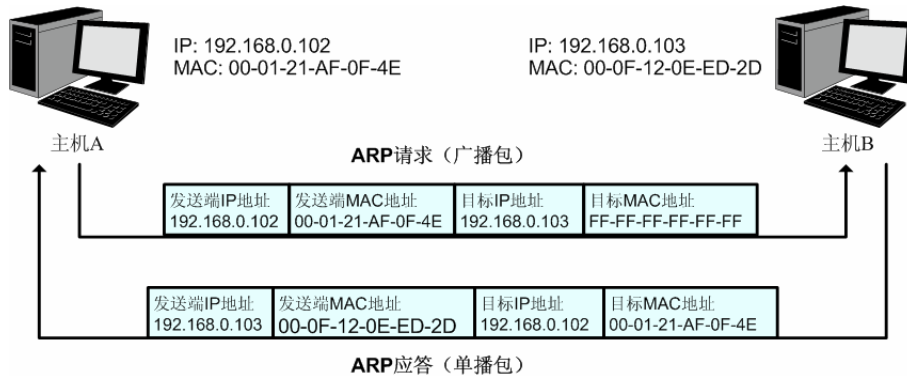 IP: 192.168.0.102
MAC: 00-01-21-AF-0F-4E
IP: 192.168.0.103
MAC: 00-0F-12-0E-ED-2D
主机A
主机B
ARP请求（广播包）
发送端IP地址 发送端MAC地址 目标IP地址 目标MAC地址
192.168.0.102 00-01-21-AF-0F-4E 192.168.0.103 FF-FF-FF-FF-FF-FF
发送端IP地址 发送端MAC地址 目标IP地址 目标MAC地址
192.168.0.103 00-0F-12-0E-ED-2D 192.168.0.102 00-01-21-AF-0F-4E
ARP应答（单播包）